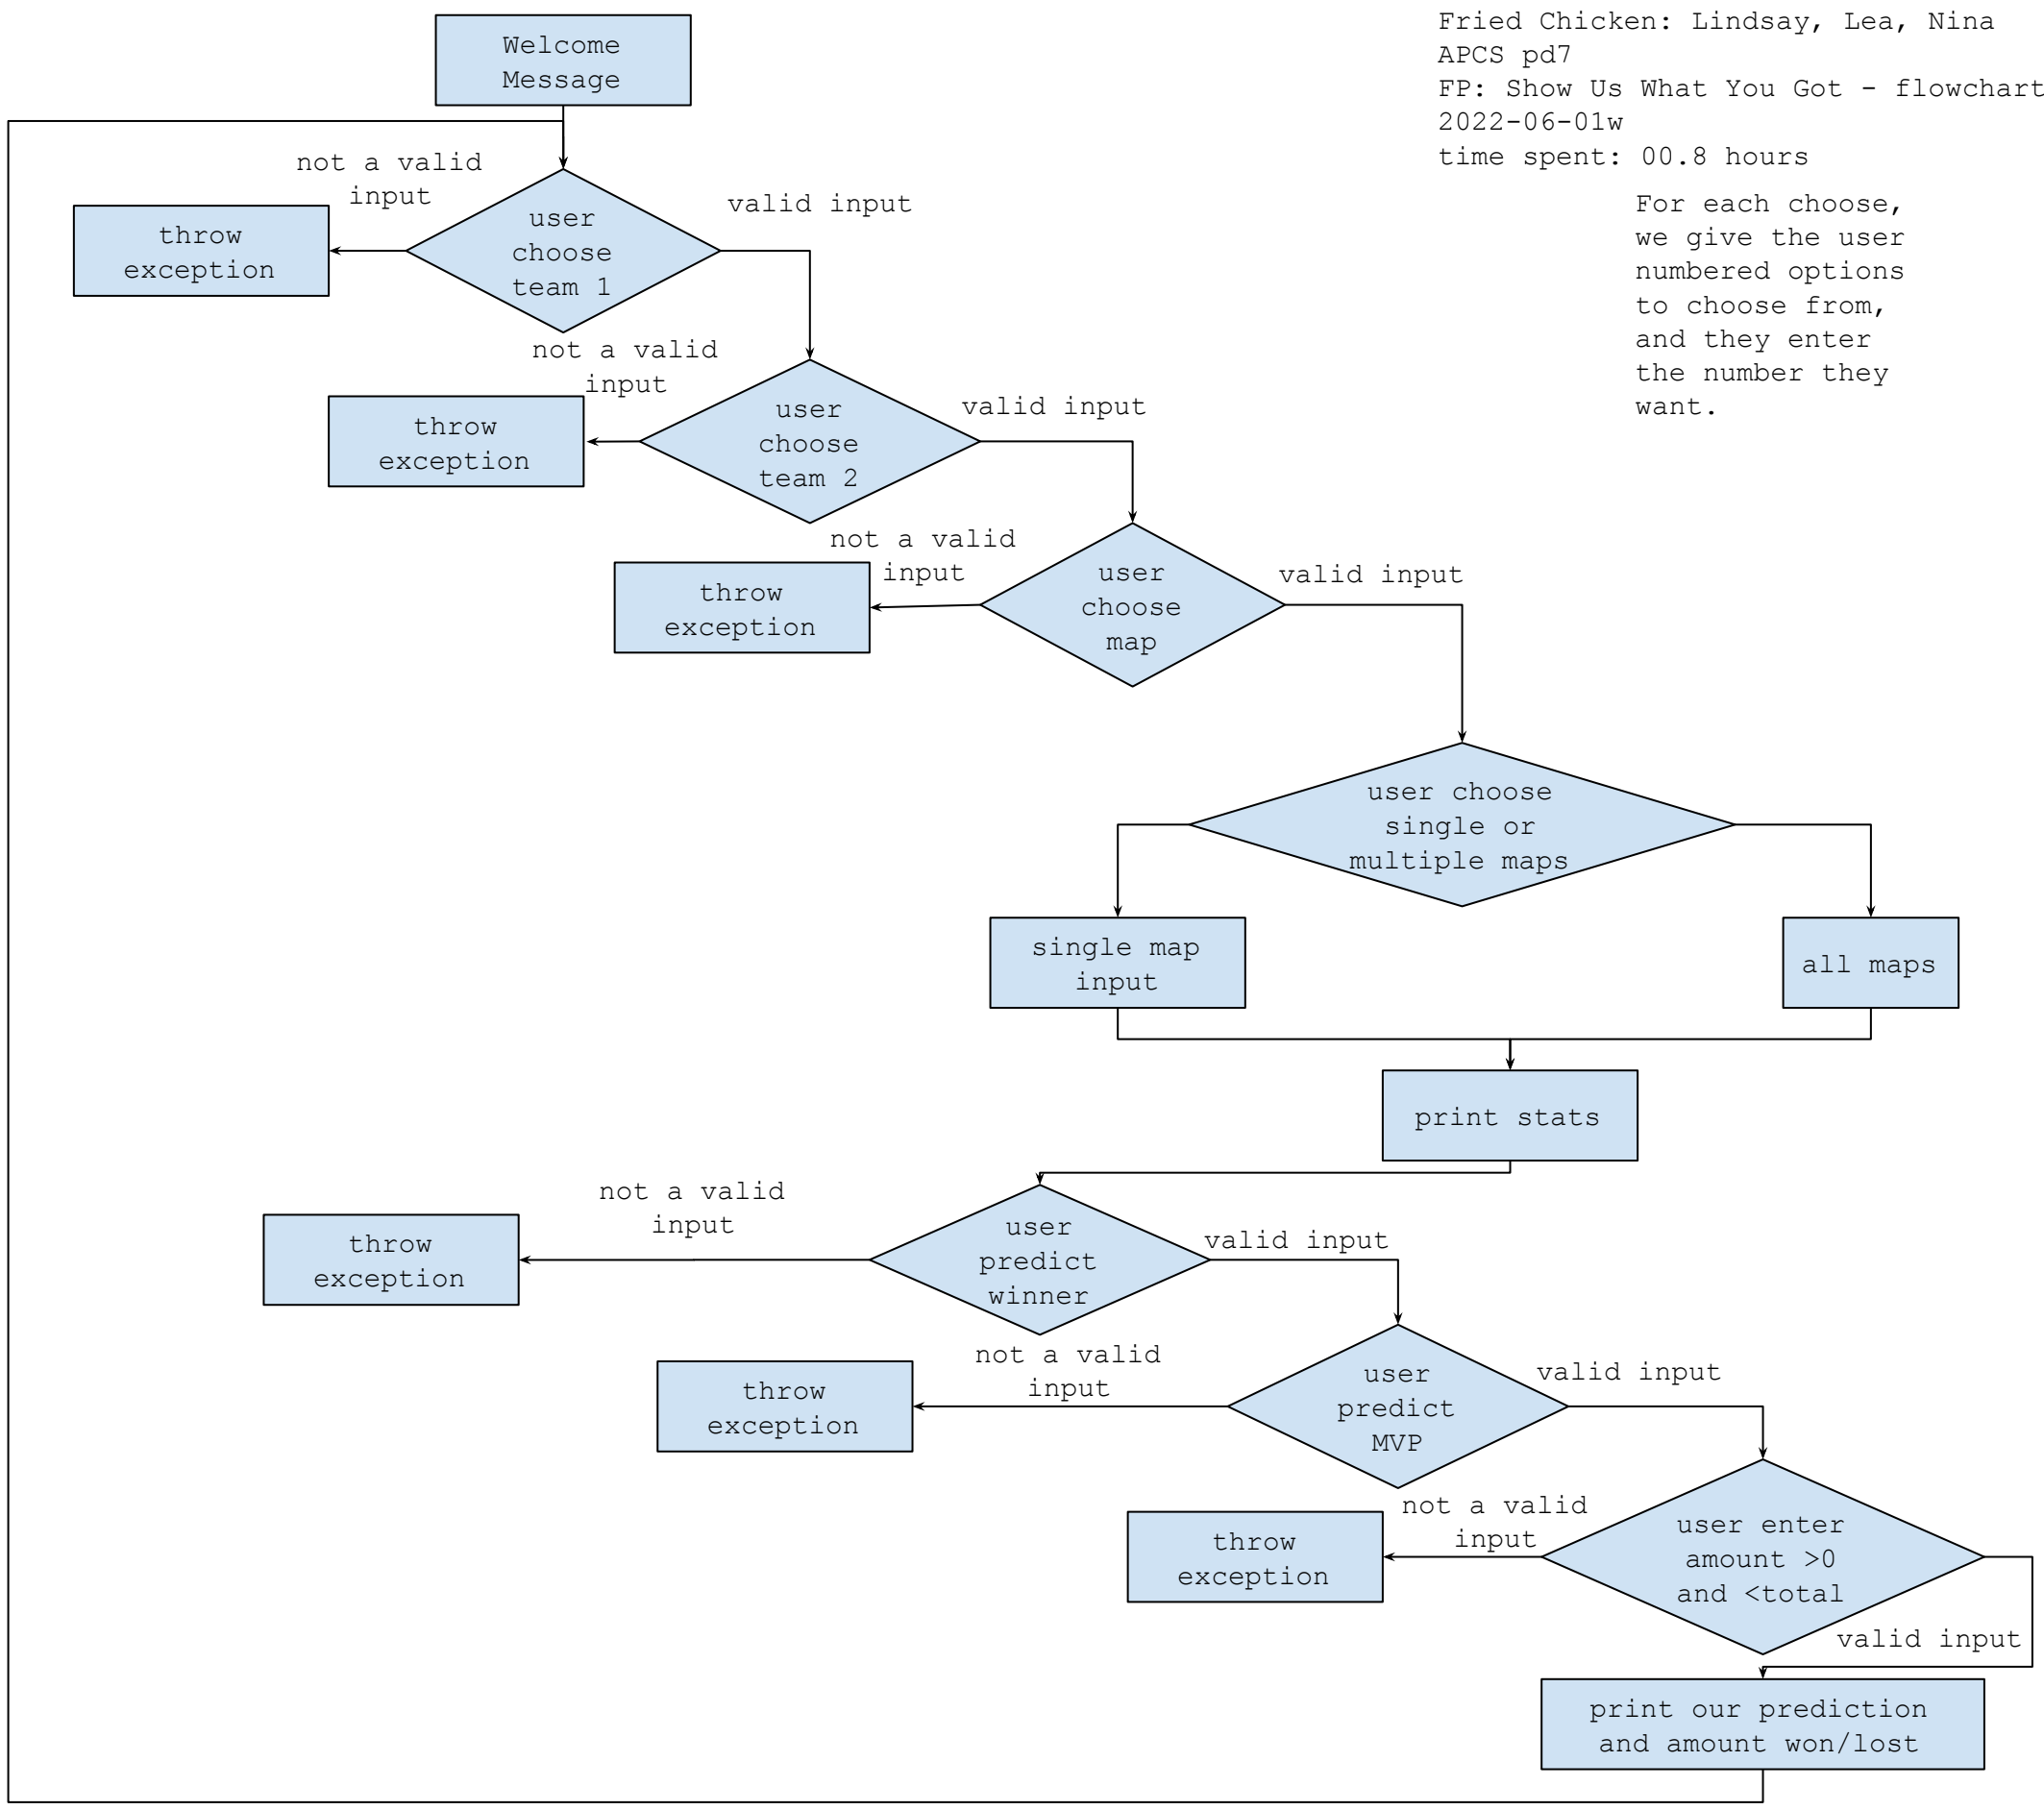 Fried Chicken: Lindsay, Lea, Nina
APCS pd7
FP: Show Us What You Got - flowchart
2022-06-01w
time spent: 00.8 hours
For each choose,
we give the user
numbered options
to choose from,
and they enter
the number they
want.
Welcome
Message
not a valid
input
valid input
user
choose
team 1
throw
exception
not a valid
input
valid input
user
choose
team 2
throw
exception
not a valid
input
valid input
user
choose
map
throw
exception
user choose
single or
multiple maps
single map
input
all maps
print stats
not a valid
input
valid input
user
predict
winner
throw
exception
not a valid
input
valid input
user
predict
MVP
throw
exception
not a valid
input
user enter
amount >0
and <total
throw
exception
valid input
print our prediction
and amount won/lost